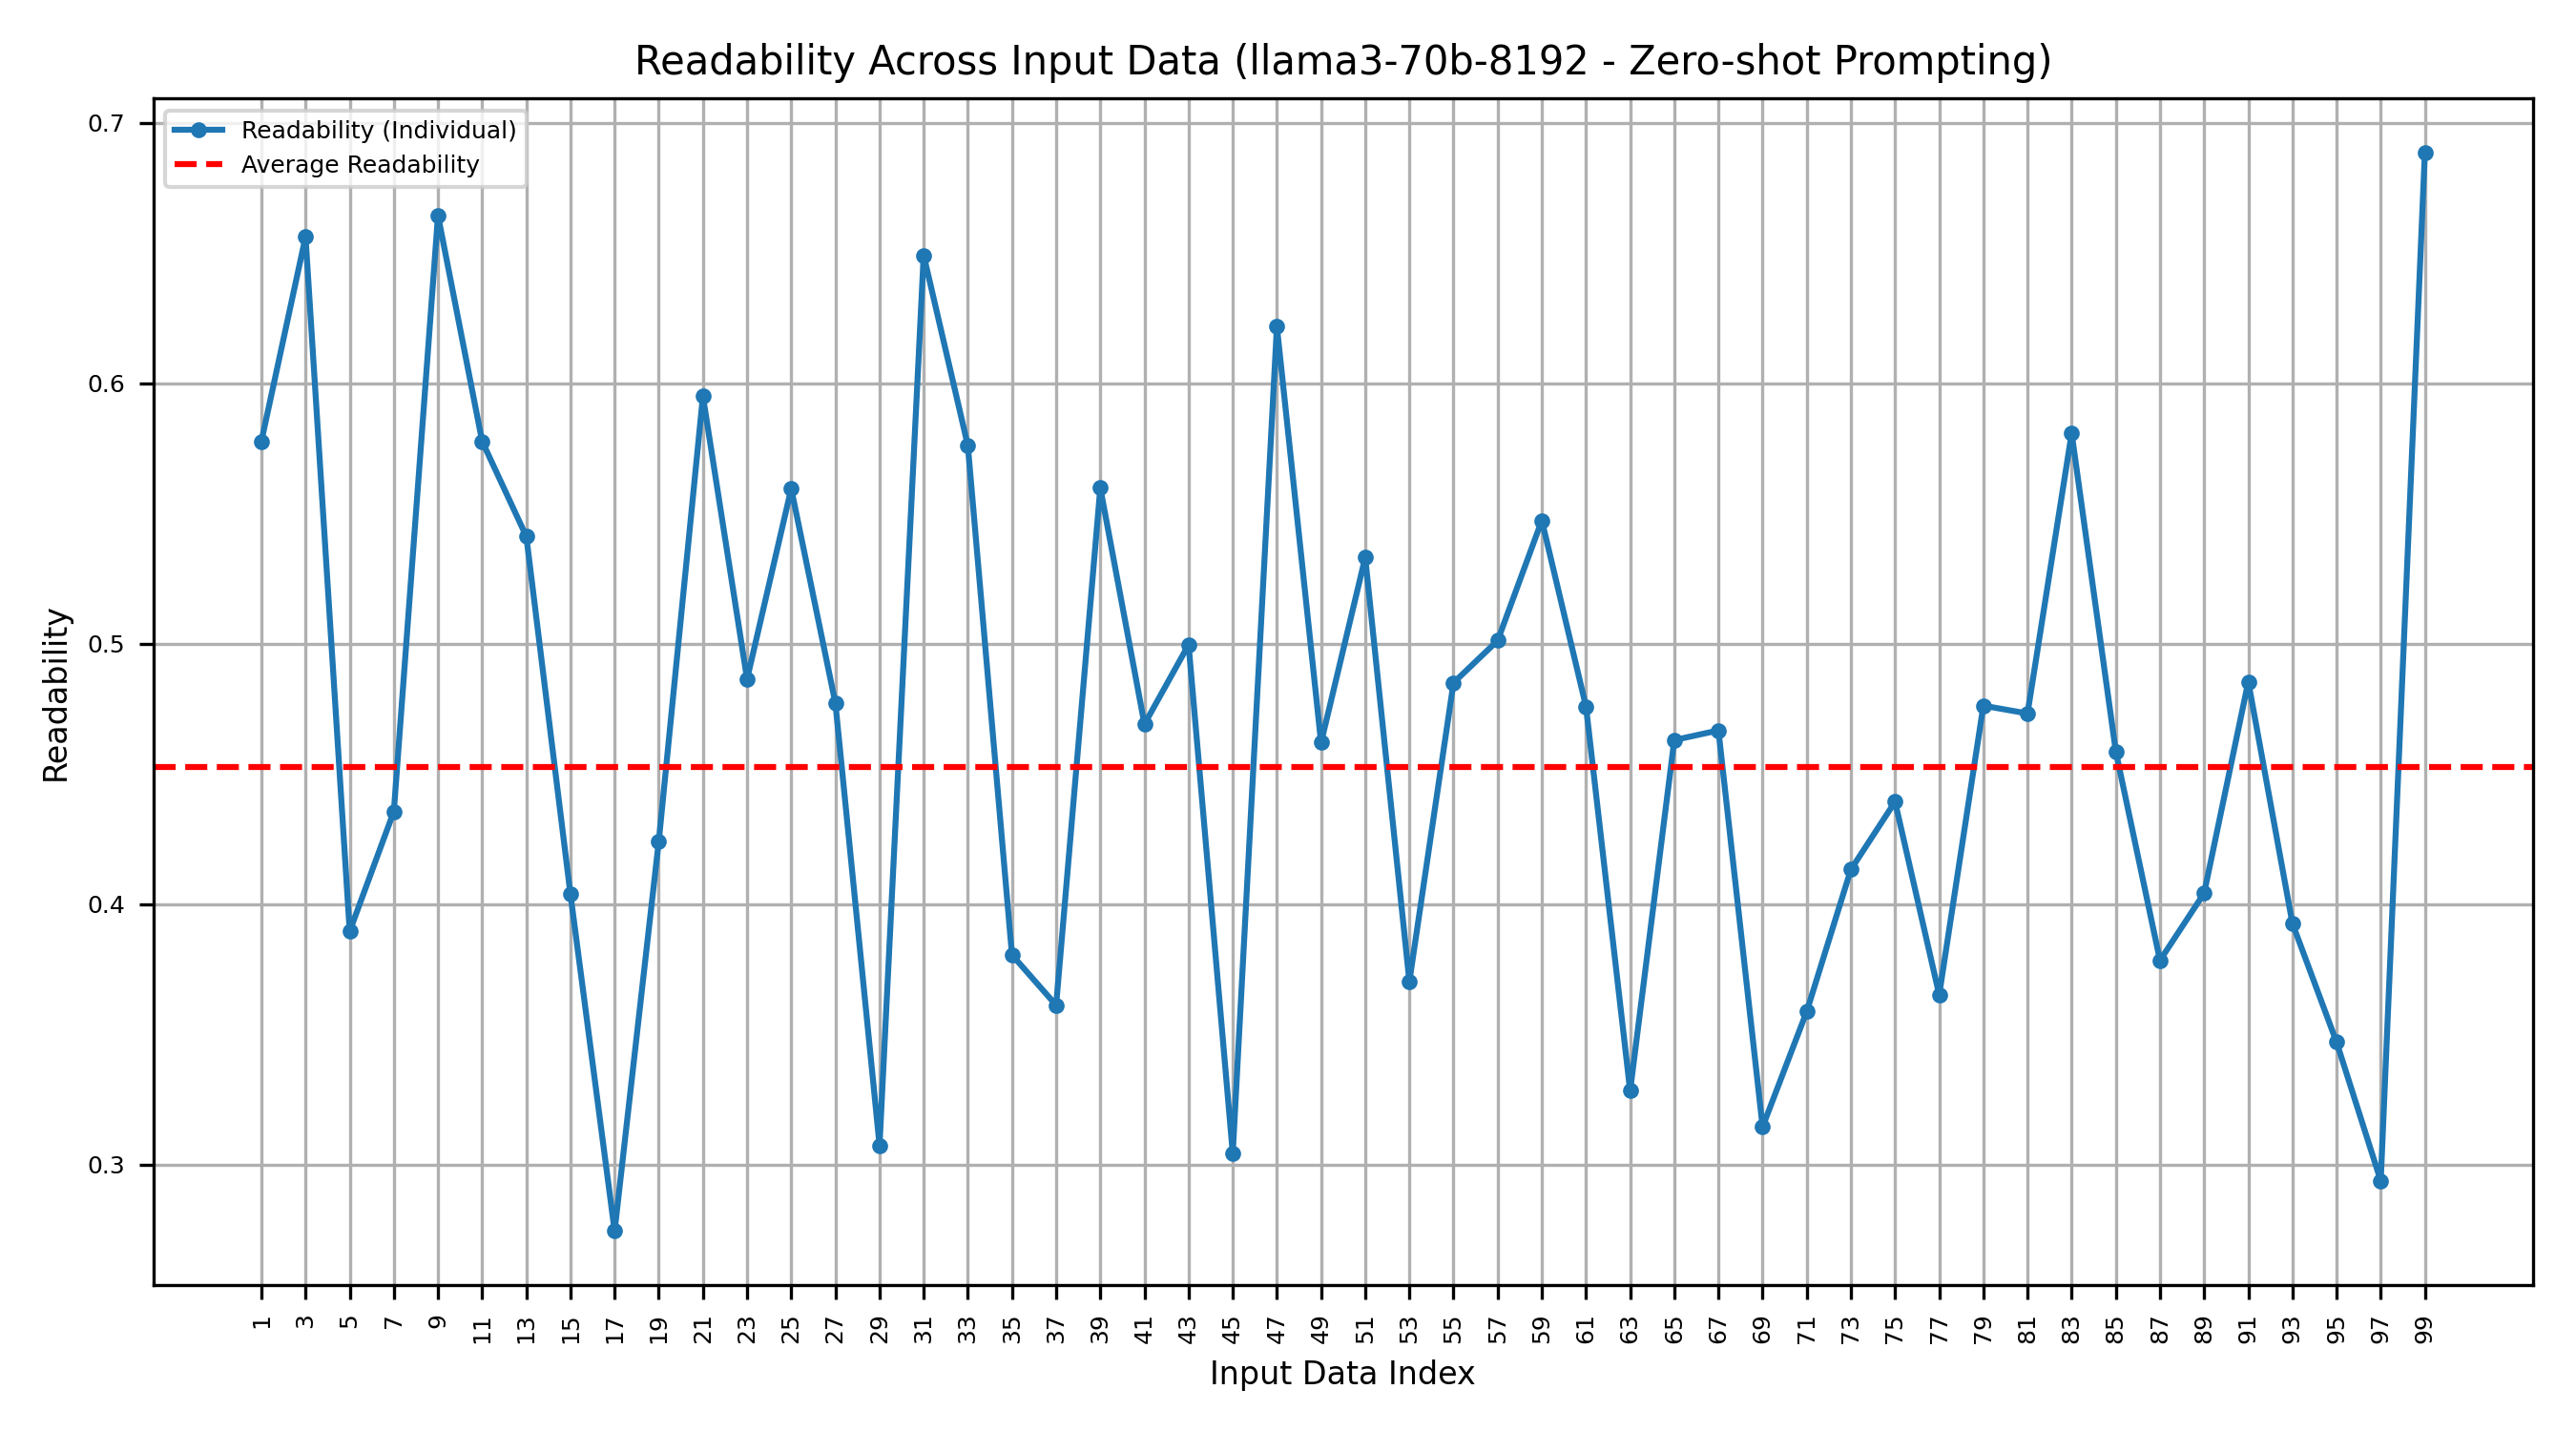 Readability Across Input Data (llama3-70b-8192 - Zero-shot Prompting)
Readability (Individual)
Average Readability
Readability
0.7
0.6
0.5
0.4
0.3
1 3 5 7 9 11 13 15 17 19 21 23 25 27 29 31 33 35 37 39 41 43 45 47 49 51 53 55 57 59 61 63 65 67 69 71 73 75 77 79 81 83 85 87 89 91 93 95 97 99
Input Data Index